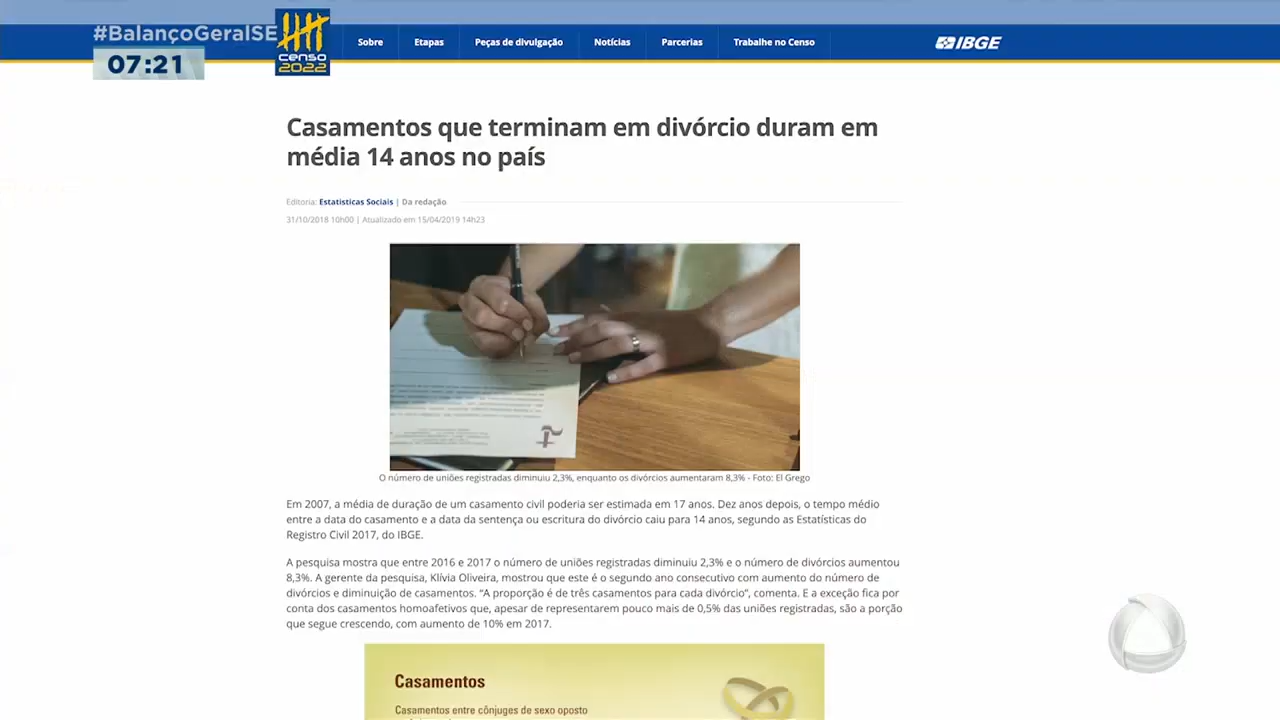 #BalançoGeralSE
07:21
censo
2022
Sobre
Etapas
Peças de divulgação
Notícias
Parcerias
Trabalhe no Censo
IBGE
Casamentos que terminam em divórcio duram em
média 14 anos no país
Editoria: Estatisticas Sociais | Da redação
31/10/2018 10h00 | Atualizado em 15/04/2019 14h23
O número de uniões registradas diminuiu 2,3%, enquanto os divórcios aumentaram 8,3% - Foto: El Grego
Em 2007, a média de duração de um casamento civil poderia ser estimada em 17 anos. Dez anos depois, o tempo médio
entre a data do casamento e a data da sentença ou escritura do divórcio caiu para 14 anos, segundo as Estatísticas do
Registro Civil 2017, do IBGE.
A pesquisa mostra que entre 2016 e 2017 o número de uniões registradas diminuiu 2,3% e o número de divórcios aumentou
8,3%. A gerente da pesquisa, Klívia Oliveira, mostrou que este é o segundo ano consecutivo com aumento do número de
divórcios e diminuição de casamentos. “A proporção é de três casamentos para cada divórcio”, comenta. E a exceção fica por
conta dos casamentos homoafetivos que, apesar de representarem pouco mais de 0,5% das uniões registradas, são a porção
que segue crescendo, com aumento de 10% em 2017.
Casamentos
Casamentos entre cônjuges de sexo oposto